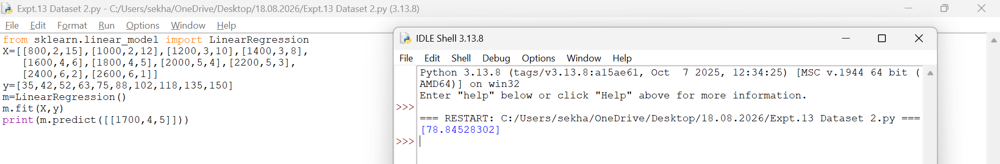 Expt.13 Dataset 2.py - C:/Users/sekha/OneDrive/Desktop/18.08.2026/Expt.13 Dataset 2.py (3.13.8)
File Edit Format Run Options Window Help
from sklearn.linear_model import LinearRegression
X=[[800,2,15],[1000,2,12],[1200,3,10],[1400,3,8],
[1600,4,6],[1800,4,5],[2000,5,4],[2200,5,3],
[2400,6,2],[2600,6,1]]
y=[35,42,52,63,75,88,102,118,135,150]
m=LinearRegression()
m.fit(X,y)
print(m.predict([[1700,4,5]]))
IDLE Shell 3.13.8
File Edit Shell Debug Options Window Help
Python 3.13.8 (tags/v3.13.8:a15ae61, Oct  7 2025, 12:34:25) [MSC v.1944 64 bit (
AMD64)] on win32
Enter "help" below or click "Help" above for more information.
>>>
=== RESTART: C:/Users/sekha/OneDrive/Desktop/18.08.2026/Expt.13 Dataset 2.py ===
[78.84528302]
>>>